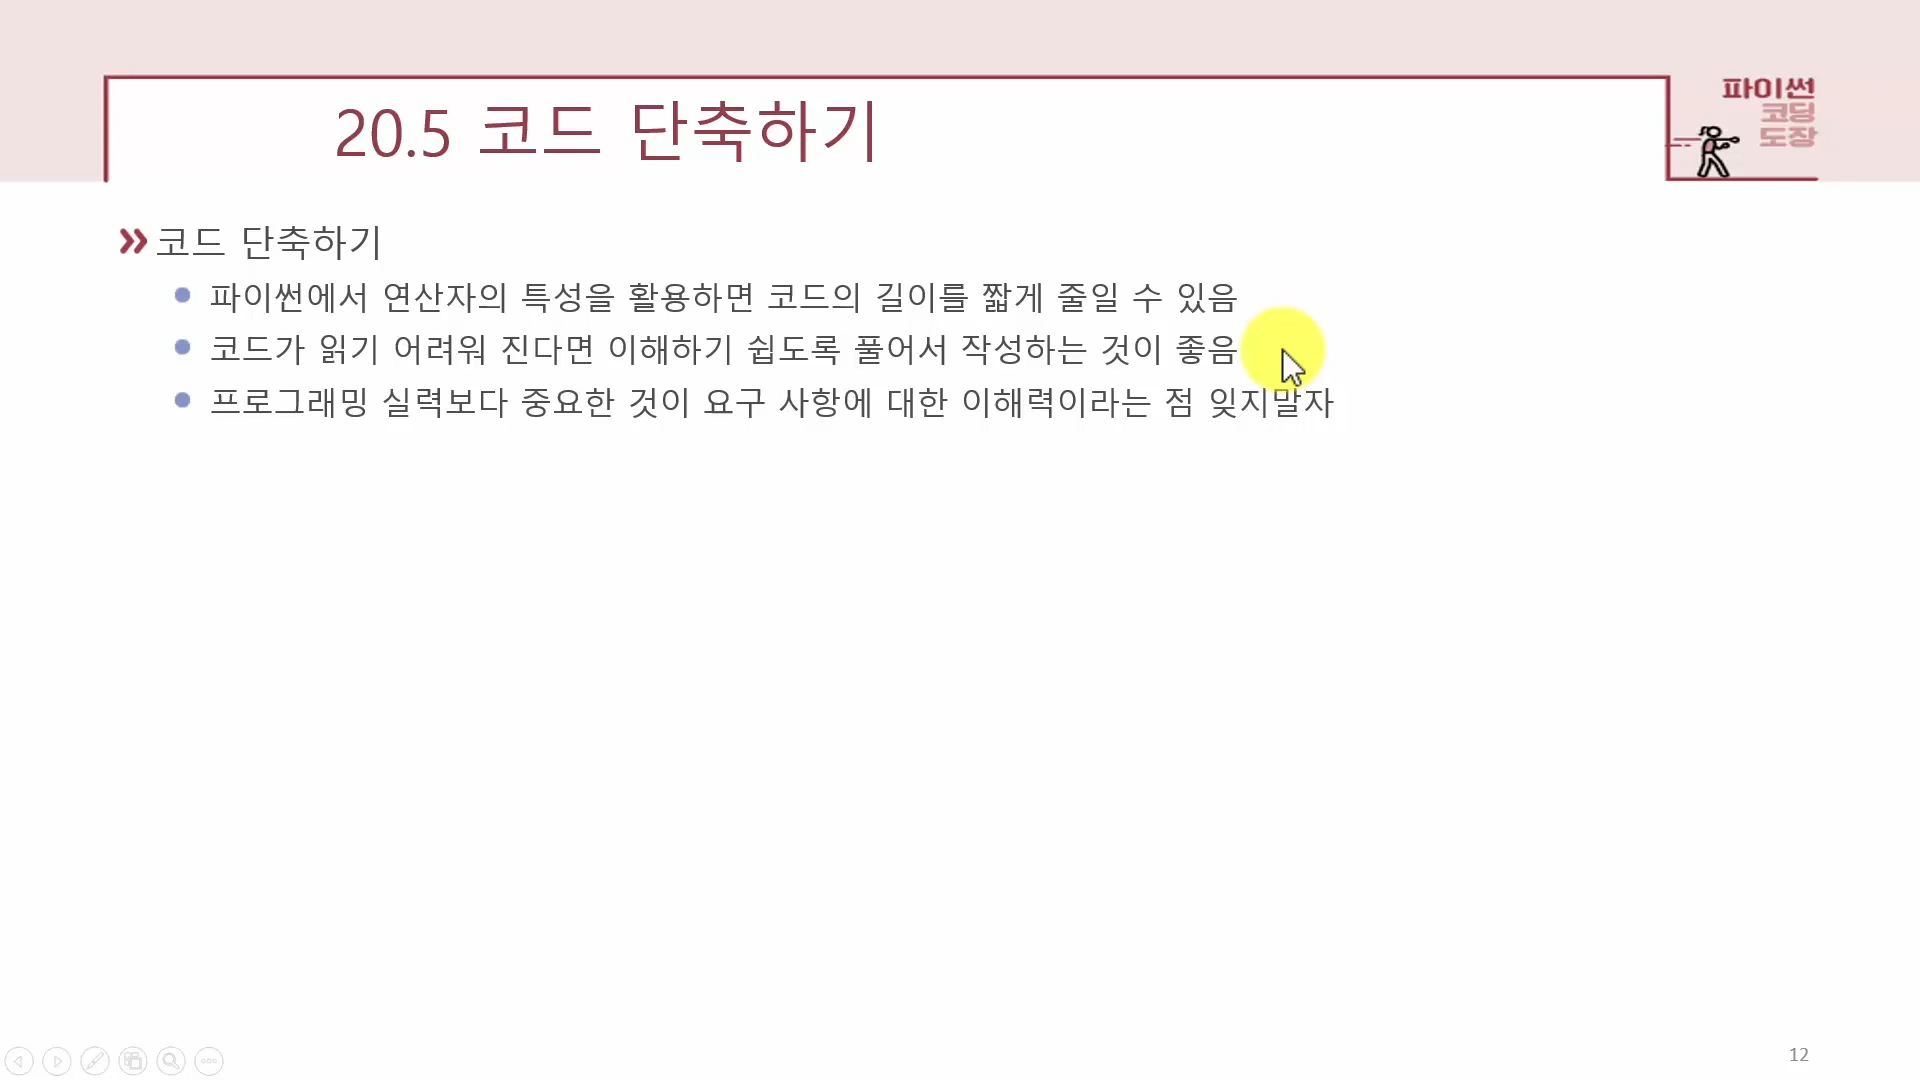 20.5 코드 단축하기
파이썬
코딩
도장
코드 단축하기
파이썬에서 연산자의 특성을 활용하면 코드의 길이를 짧게 줄일 수 있음
코드가 읽기 어려워 진다면 이해하기 쉽도록 풀어서 작성하는 것이 좋음
프로그래밍 실력보다 중요한 것이 요구 사항에 대한 이해력이라는 점 잊지말자
12